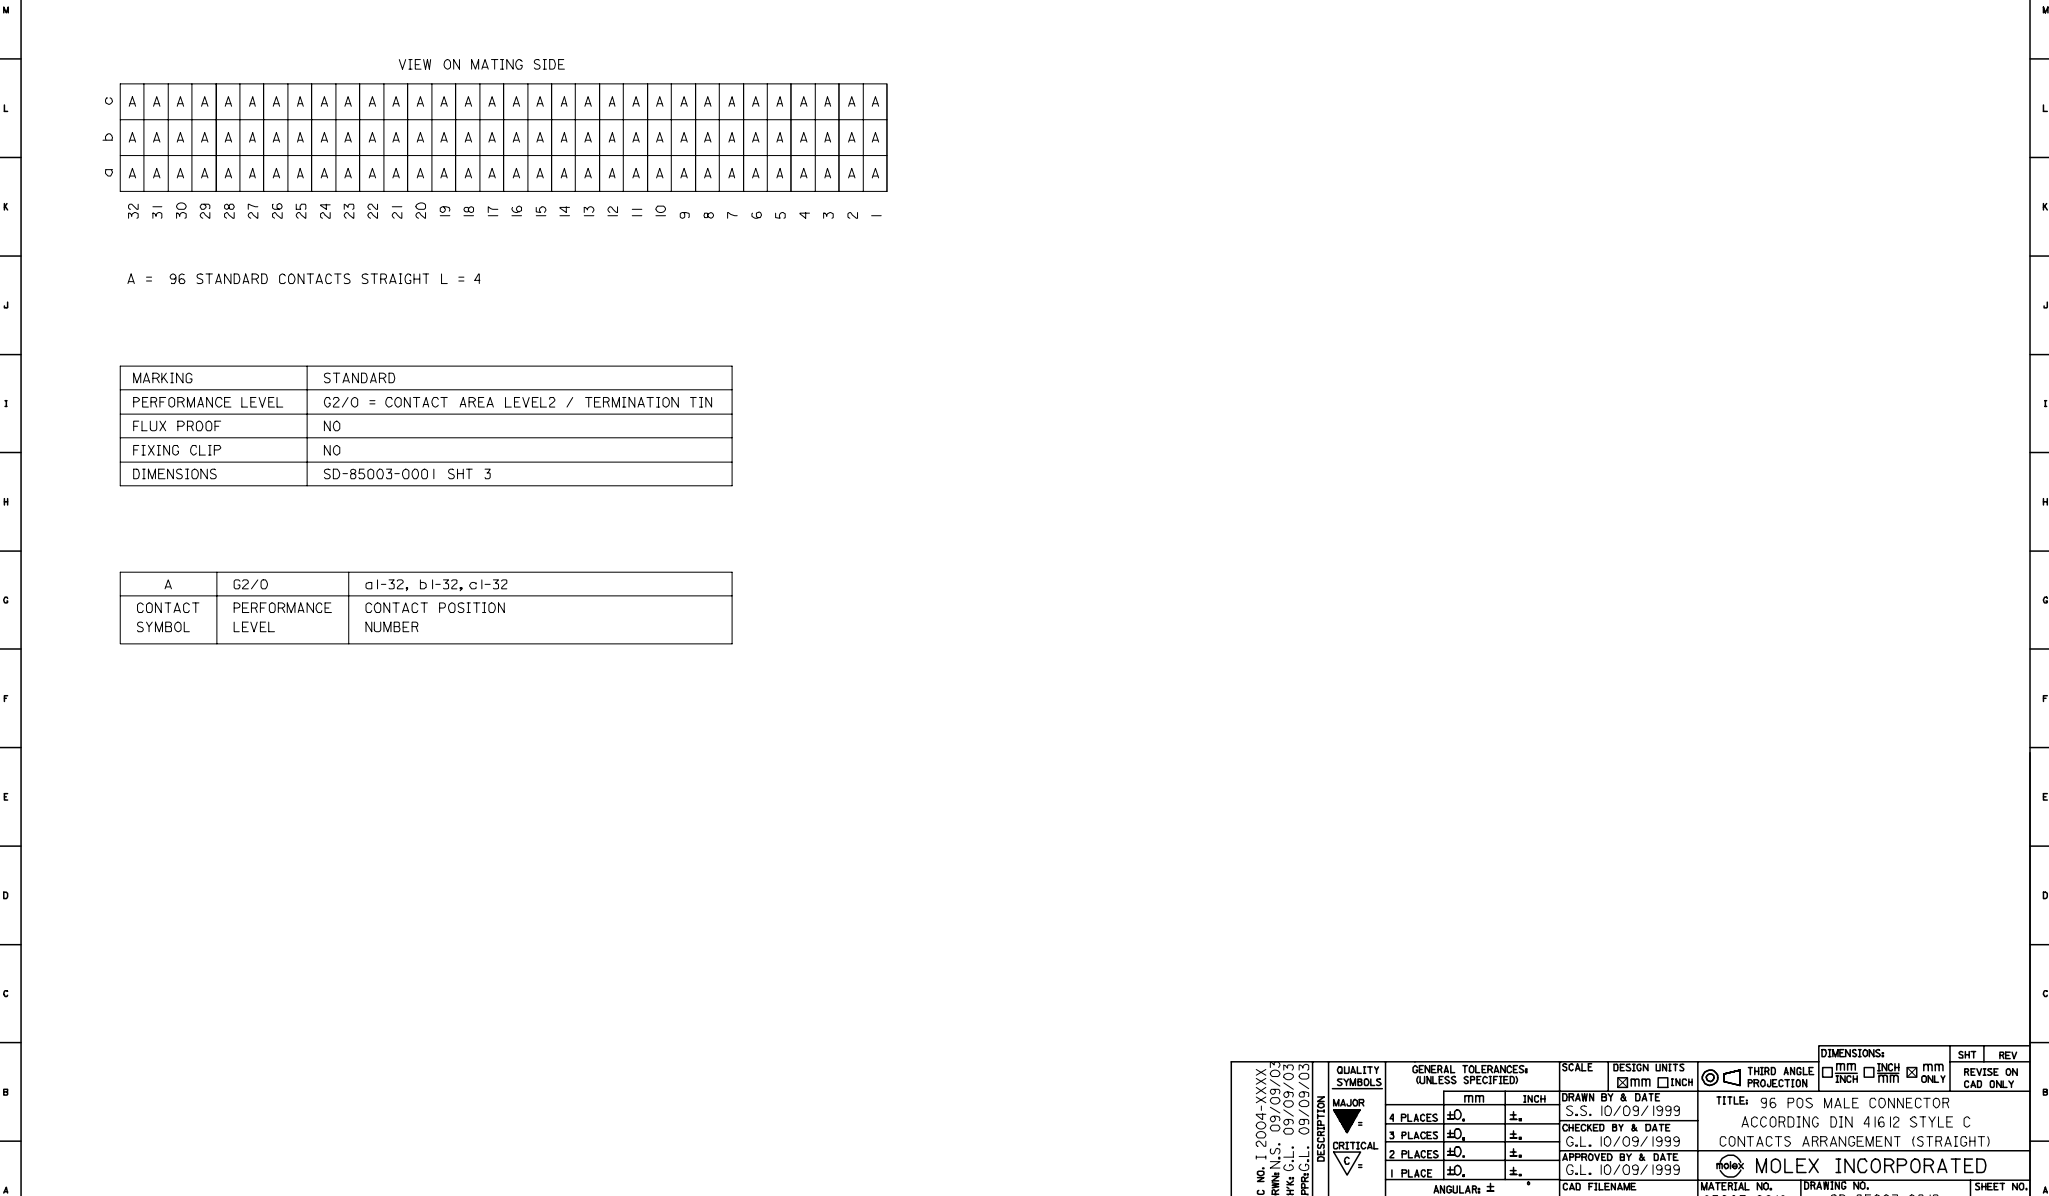 VIEW ON MATING SIDE
c A A A A A A A A A A A A A A A A A A A A A A A A A A A A A A A A
b A A A A A A A A A A A A A A A A A A A A A A A A A A A A A A A A
a A A A A A A A A A A A A A A A A A A A A A A A A A A A A A A A A
32 31 30 29 28 27 26 25 24 23 22 21 20 19 18 17 16 15 14 13 12 11 10 9 8 7 6 5 4 3 2 1
A = 96 STANDARD CONTACTS STRAIGHT L = 4
MARKING STANDARD
PERFORMANCE LEVEL G2/0 = CONTACT AREA LEVEL2 / TERMINATION TIN
FLUX PROOF NO
FIXING CLIP NO
DIMENSIONS SD-85003-0001 SHT 3
A G2/0 a1-32, b1-32, c1-32
CONTACT SYMBOL
PERFORMANCE LEVEL
CONTACT POSITION NUMBER
M M
L L
K K
J J
I I
H H
G G
F F
E E
D D
C C
B B
A A
C NO. I 2004-XXXX
RWN: N.S. 09/09/03
H'K: G.L. 09/09/03
PPR: G.L. 09/09/03
DESCRIPTION
QUALITY SYMBOLS
MAJOR
=
CRITICAL
C =
GENERAL TOLERANCES:
(UNLESS SPECIFIED)
mm INCH
4 PLACES ±0. ±.
3 PLACES ±0. ±.
2 PLACES ±0. ±.
1 PLACE ±0. ±.
ANGULAR: ± °
SCALE
DESIGN UNITS
mm INCH
DRAWN BY & DATE
S.S. 10/09/1999
CHECKED BY & DATE
G.L. 10/09/1999
APPROVED BY & DATE
G.L. 10/09/1999
CAD FILENAME
THIRD ANGLE PROJECTION
DIMENSIONS:
mm/INCH INCH/mm mm ONLY
SHT REV
REVISE ON CAD ONLY
TITLE: 96 POS MALE CONNECTOR
ACCORDING DIN 41612 STYLE C
CONTACTS ARRANGEMENT (STRAIGHT)
molex MOLEX INCORPORATED
MATERIAL NO. DRAWING NO. SHEET NO.